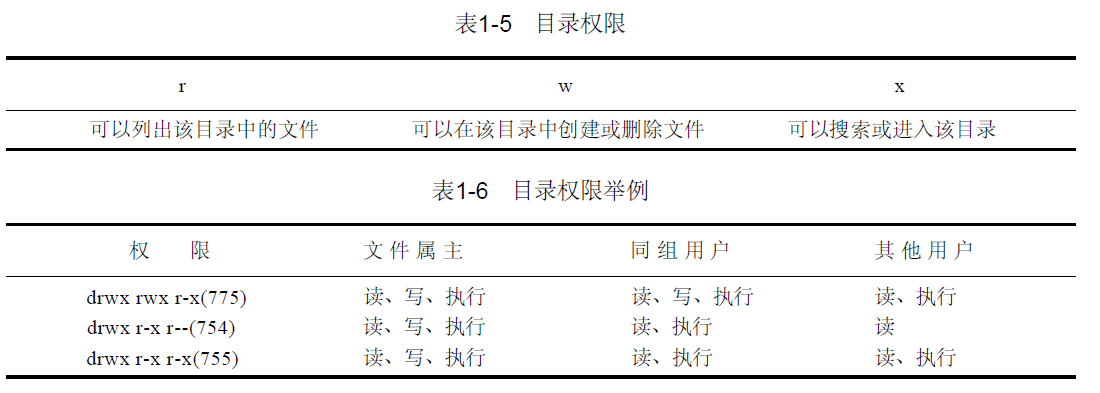 表1-5 目录权限
r w x
可以列出该目录中的文件 可以在该目录中创建或删除文件 可以搜索或进入该目录
表1-6 目录权限举例
权 限 文件属主 同组用户 其他用户
drwx rwx r-x(775) 读、写、执行 读、写、执行 读、执行
drwx r-x r--(754) 读、写、执行 读、执行 读
drwx r-x r-x(755) 读、写、执行 读、执行 读、执行